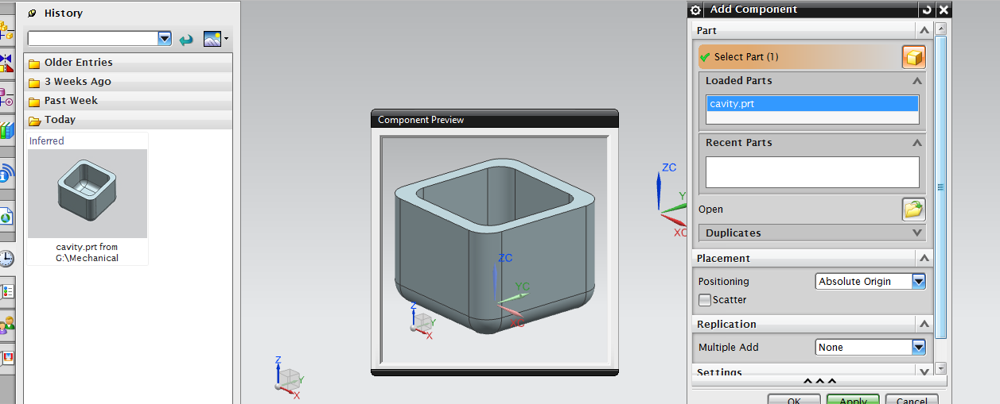 History
Older Entries
3 Weeks Ago
Past Week
Today
Inferred
cavity.prt from
G:\Mechanical
Component Preview
ZC
YC
XC
Z
Y
X
Z
Y
X
ZC
Y
XC
Add Component
Part
Select Part (1)
Loaded Parts
cavity.prt
Recent Parts
Open
Duplicates
Placement
Positioning
Absolute Origin
Scatter
Replication
Multiple Add
None
Settings
OK
Apply
Cancel